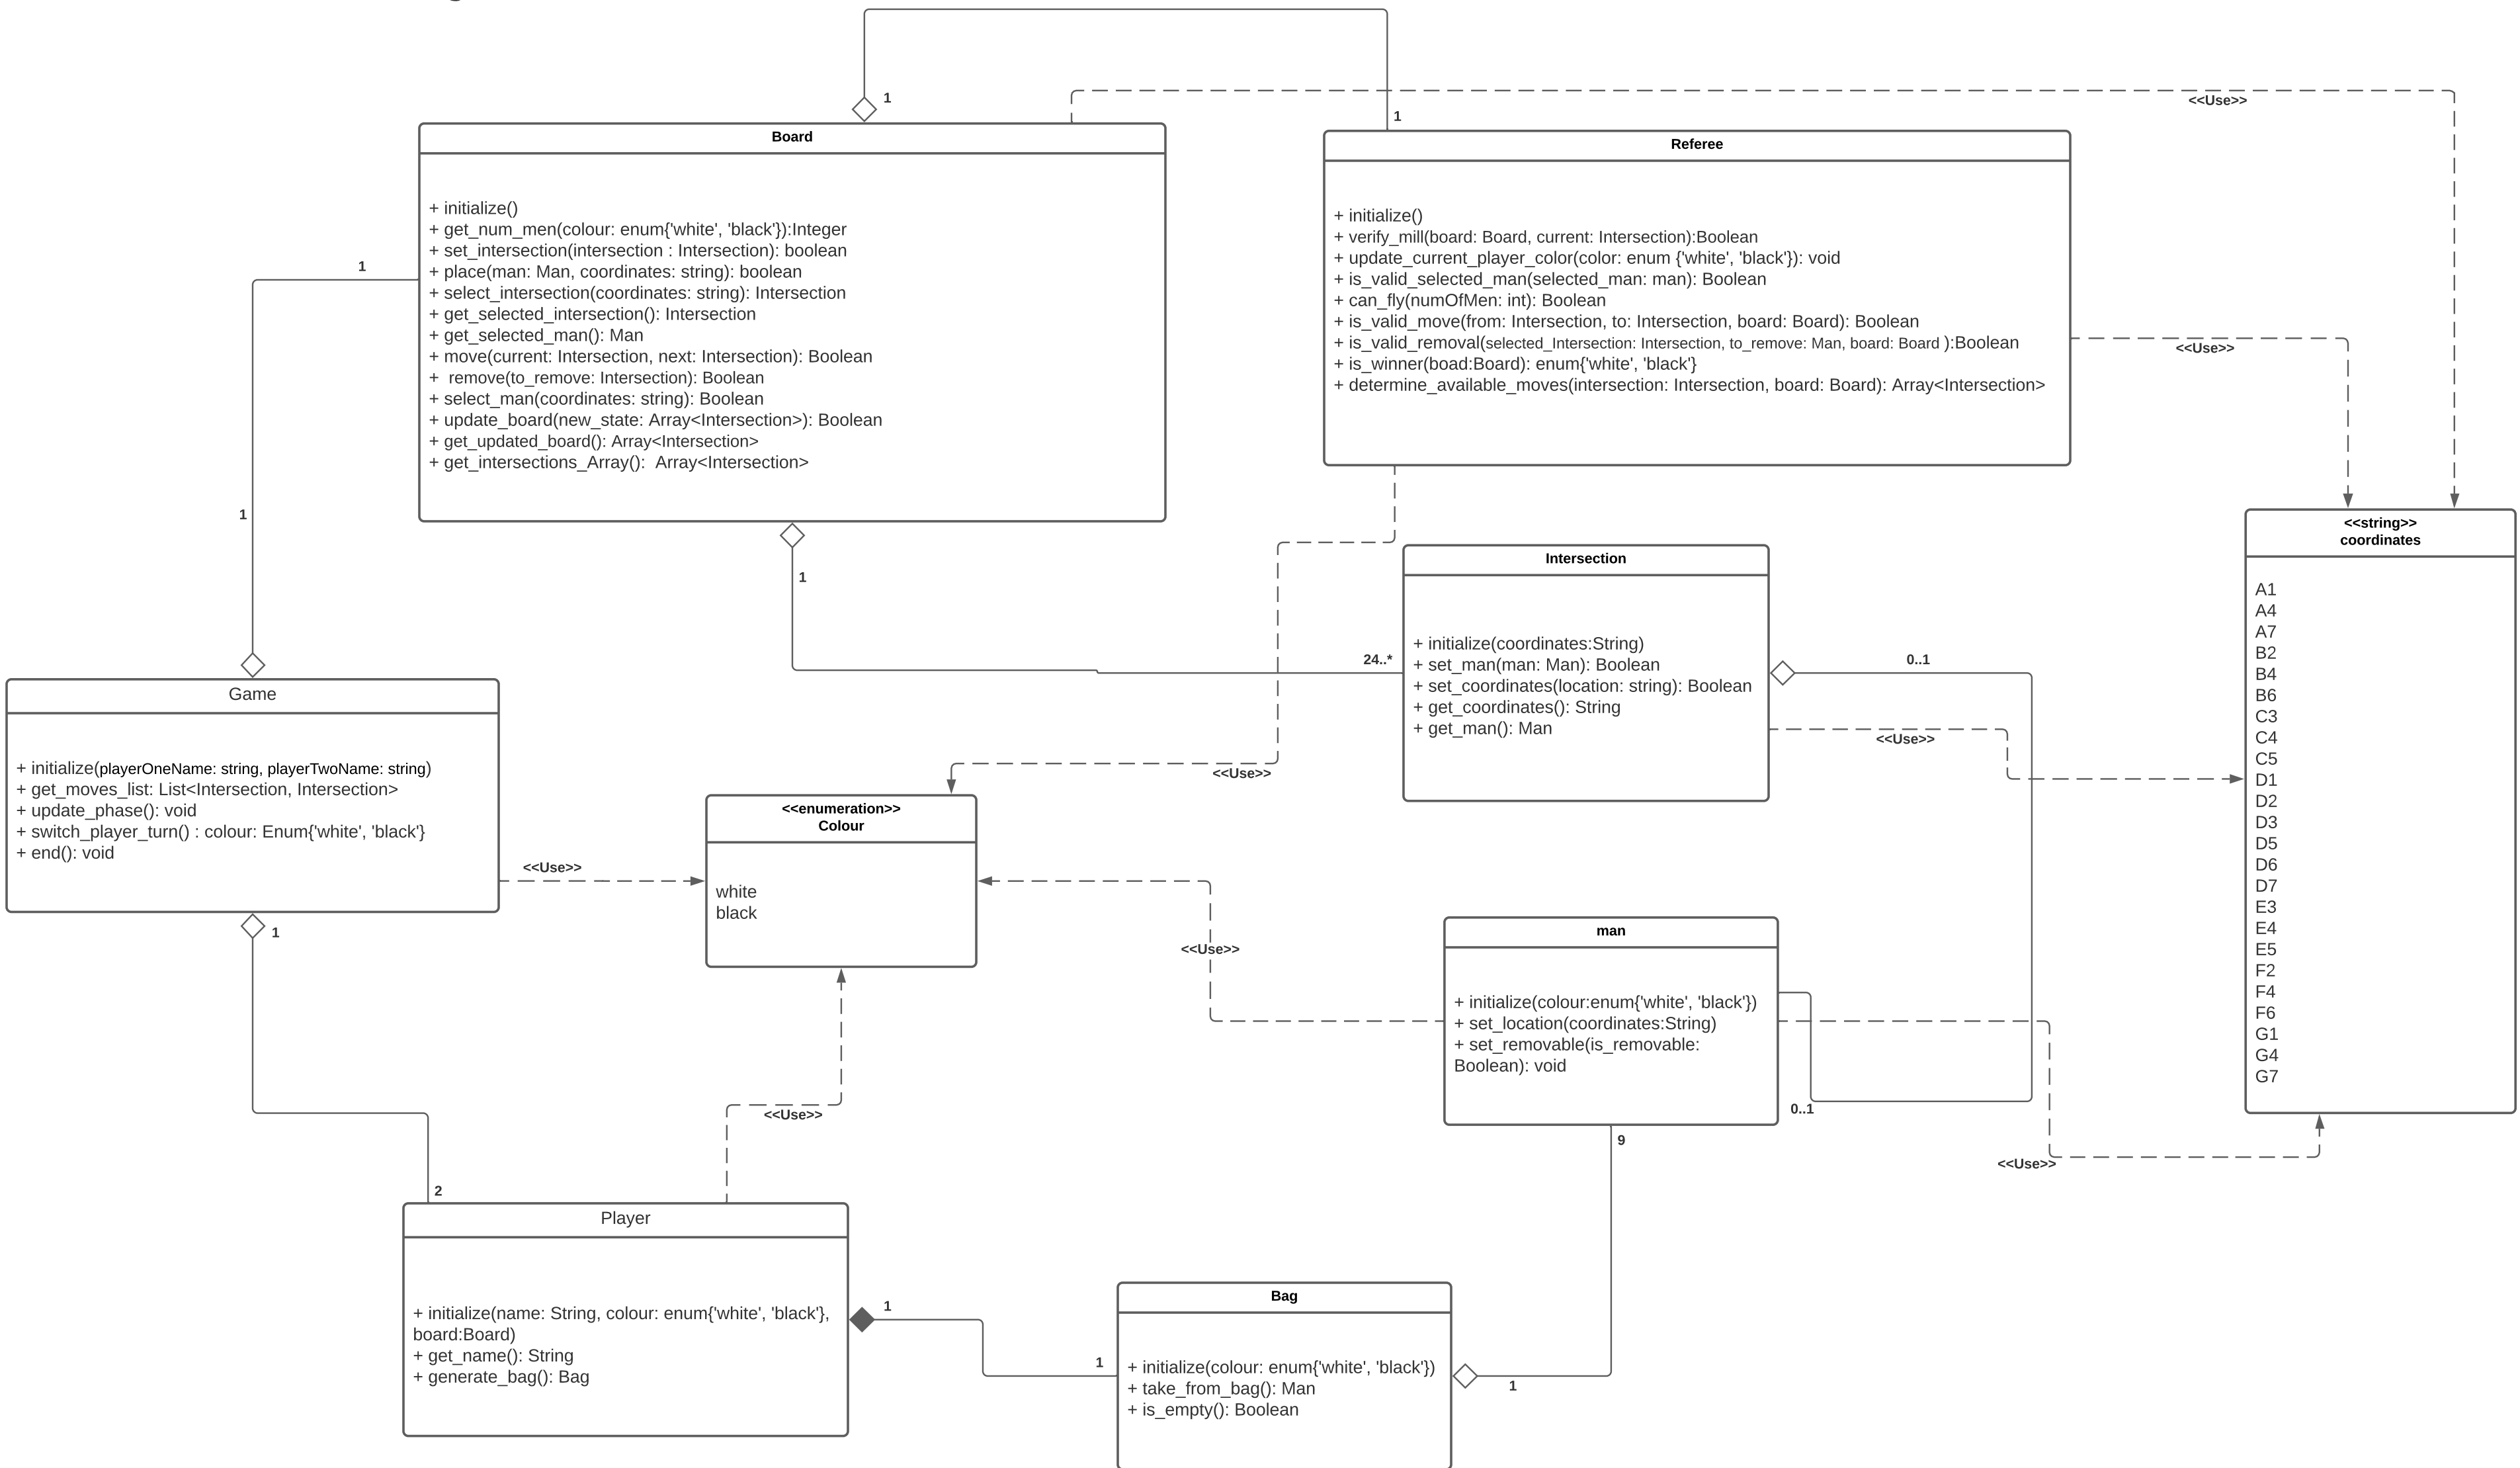 1
<<Use>>
1
Board
+ initialize()
+ get_num_men(colour: enum{'white', 'black'}):Integer
+ set_intersection(intersection : Intersection): boolean
+ place(man: Man, coordinates: string): boolean
+ select_intersection(coordinates: string): Intersection
+ get_selected_intersection(): Intersection
+ get_selected_man(): Man
+ move(current: Intersection, next: Intersection): Boolean
+  remove(to_remove: Intersection): Boolean
+ select_man(coordinates: string): Boolean
+ update_board(new_state: Array<Intersection>): Boolean
+ get_updated_board(): Array<Intersection>
+ get_intersections_Array():  Array<Intersection>
Referee
+ initialize()
+ verify_mill(board: Board, current: Intersection):Boolean
+ update_current_player_color(color: enum {'white', 'black'}): void
+ is_valid_selected_man(selected_man: man): Boolean
+ can_fly(numOfMen: int): Boolean
+ is_valid_move(from: Intersection, to: Intersection, board: Board): Boolean
+ is_valid_removal(selected_Intersection: Intersection, to_remove: Man, board: Board ):Boolean
+ is_winner(boad:Board): enum{'white', 'black'}
+ determine_available_moves(intersection: Intersection, board: Board): Array<Intersection>
1
<<Use>>
1
1
24..*
Intersection
+ initialize(coordinates:String)
+ set_man(man: Man): Boolean
+ set_coordinates(location: string): Boolean
+ get_coordinates(): String
+ get_man(): Man
0..1
<<Use>>
<<string>>
coordinates
A1
A4
A7
B2
B4
B6
C3
C4
C5
D1
D2
D3
D5
D6
D7
E3
E4
E5
F2
F4
F6
G1
G4
G7
Game
+ initialize(playerOneName: string, playerTwoName: string)
+ get_moves_list: List<Intersection, Intersection>
+ update_phase(): void
+ switch_player_turn() : colour: Enum{'white', 'black'}
+ end(): void
<<Use>>
<<Use>>
<<enumeration>>
Colour
white
black
<<Use>>
man
+ initialize(colour:enum{'white', 'black'})
+ set_location(coordinates:String)
+ set_removable(is_removable:
Boolean): void
0..1
<<Use>>
1
<<Use>>
2
9
Player
+ initialize(name: String, colour: enum{'white', 'black'},
board:Board)
+ get_name(): String
+ generate_bag(): Bag
1
1
Bag
+ initialize(colour: enum{'white', 'black'})
+ take_from_bag(): Man
+ is_empty(): Boolean
1